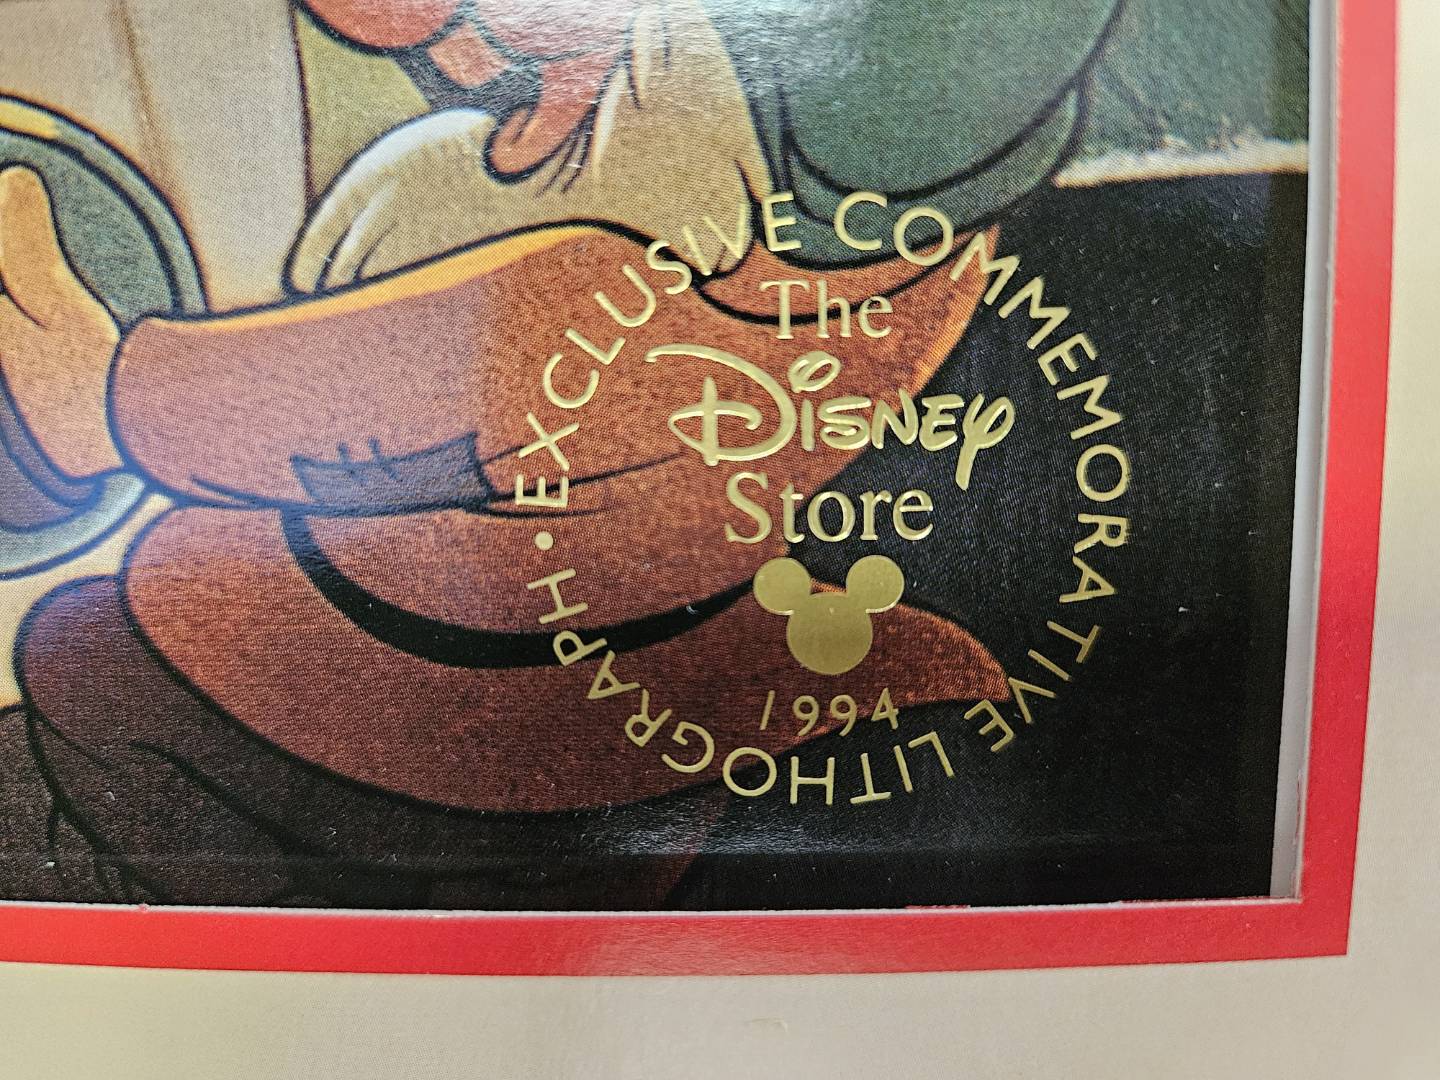 EXCLUSIVE COMMEMORATIVE LITHOGRAPH •
The
Disney
Store
1994